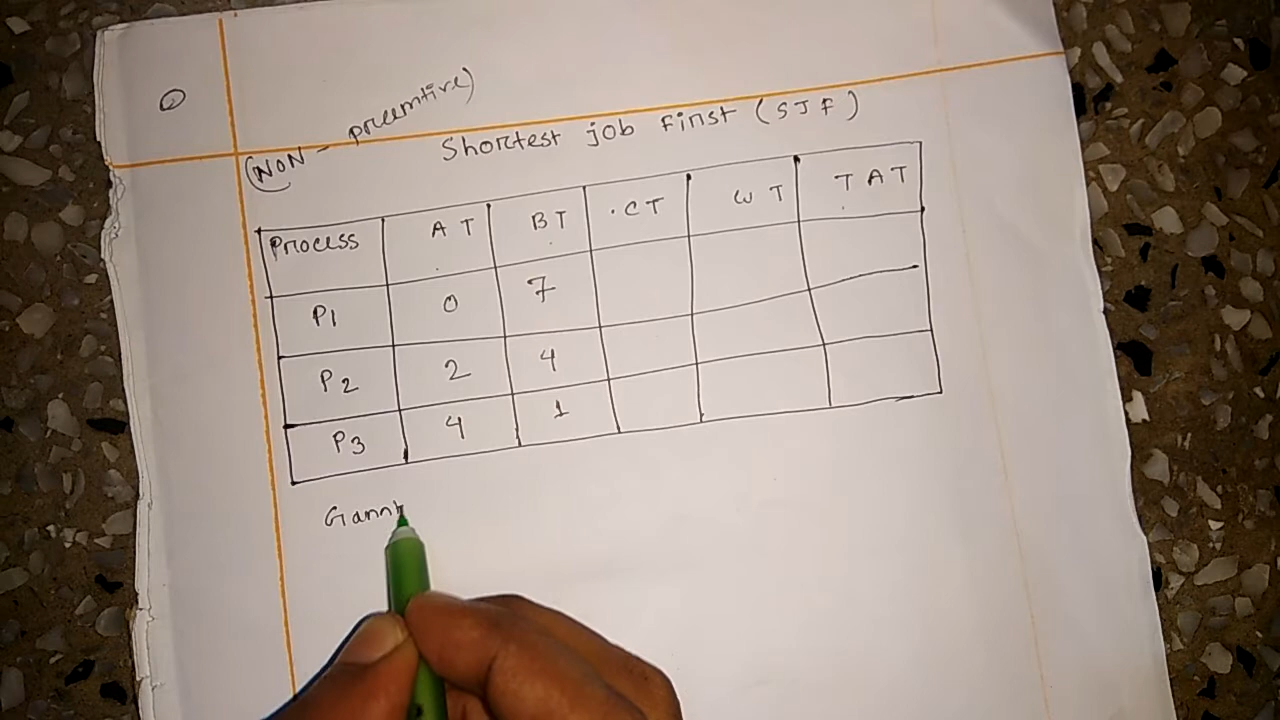 (NON - preemtive)
Shortest job First (SJF)
Process AT BT .CT WT TAT
P1 0 7
P2 2 4
P3 4 1
Gannt